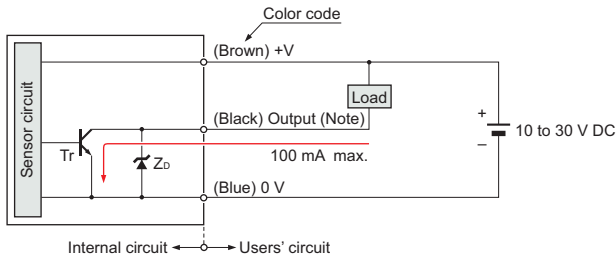 Color code
(Brown) +V
Load
(Black) Output (Note)
Sensor circuit
Tr
ZD
100 mA max.
+
10 to 30 V DC
–
(Blue) 0 V
Internal circuit
Users' circuit